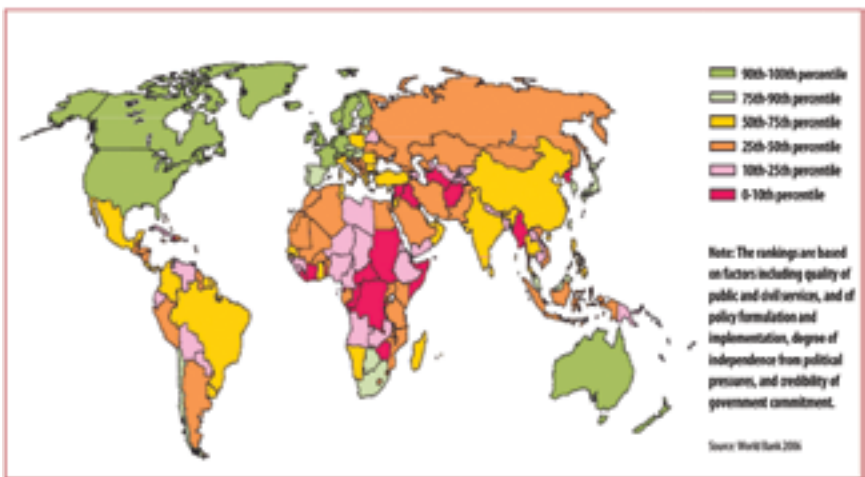 90th-100th percentile
75th-90th percentile
50th-75th percentile
25th-50th percentile
10th-25th percentile
0-10th percentile
Note: The rankings are based
on factors including quality of
public and civil services, and of
policy formulation and
implementation, degree of
independence from political
pressures, and credibility of
government commitment.
Source: World Bank 2006